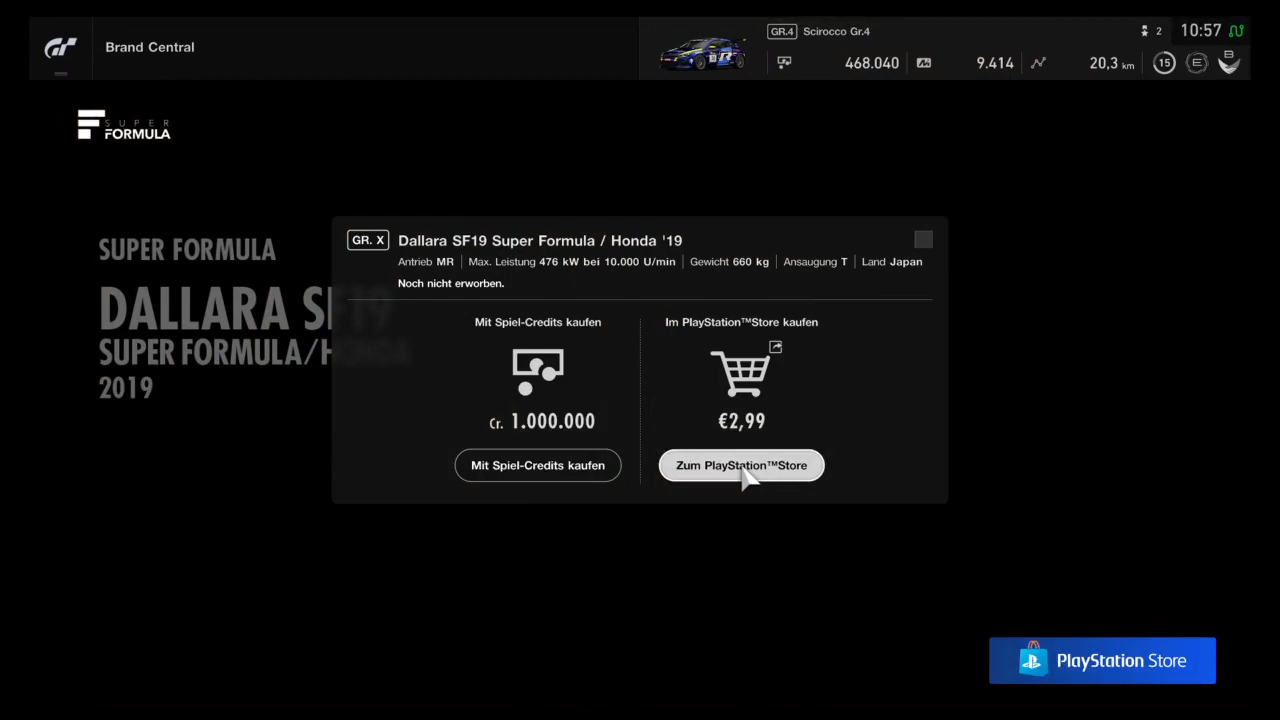 Brand Central
GR.4 Scirocco Gr.4
2 10:57
468.040 9.414 20,3 km 15 E B
SUPER
FORMULA
SUPER FORMULA
DALLARA SF19
SUPER FORMULA/HONDA
2019
GR. X Dallara SF19 Super Formula / Honda '19
Antrieb MR Max. Leistung 476 kW bei 10.000 U/min Gewicht 660 kg Ansaugung T Land Japan
Noch nicht erworben.
Mit Spiel-Credits kaufen
Cr. 1.000.000
Mit Spiel-Credits kaufen
Im PlayStation™Store kaufen
€2,99
Zum PlayStation™Store
PlayStation Store